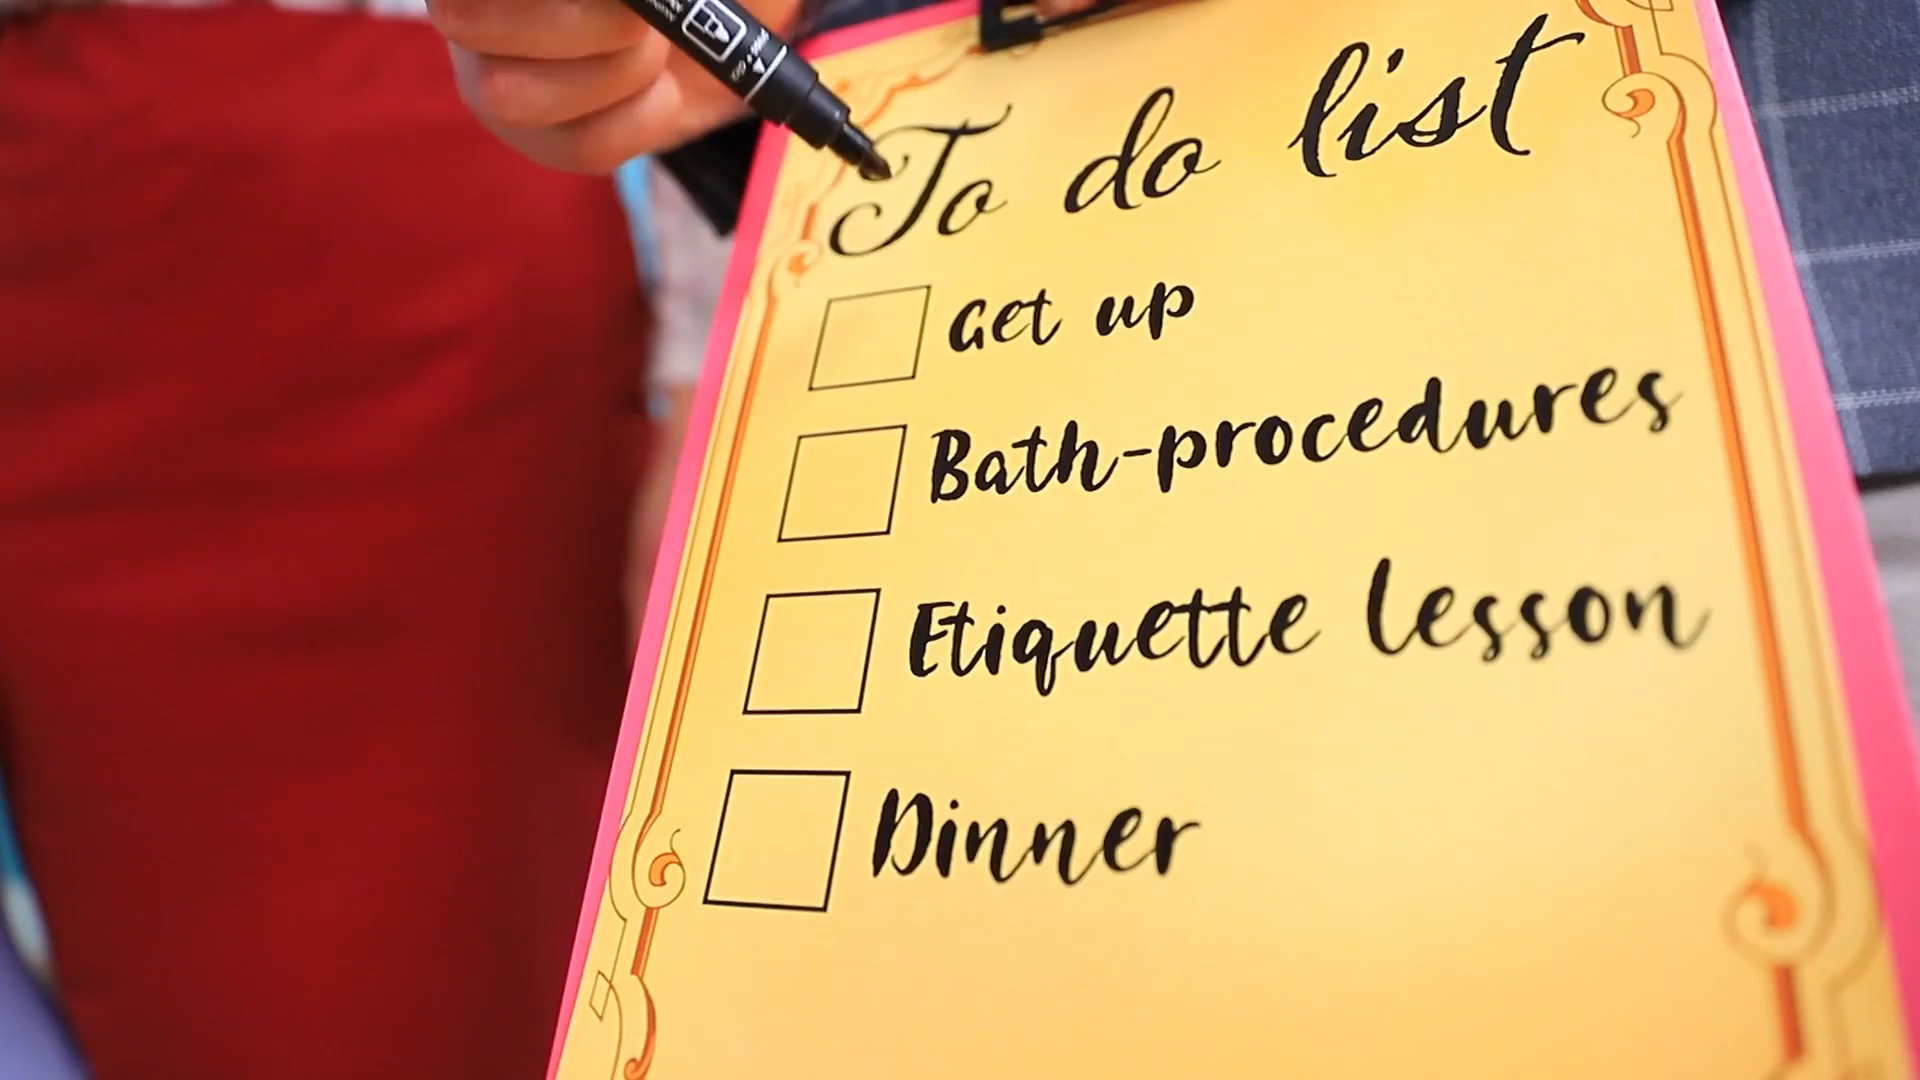 To do list
Get up
Bath-procedures
Etiquette lesson
Dinner